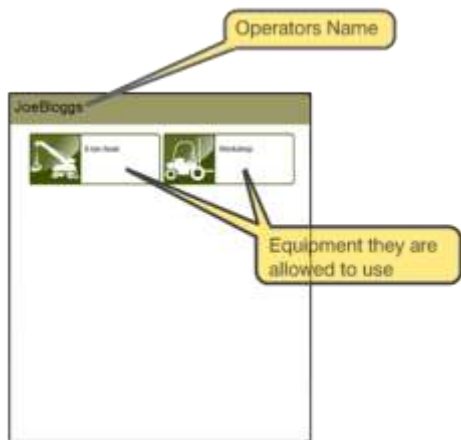 Operators Name
JoeBloggs
Workshop
Equipment they are
allowed to use